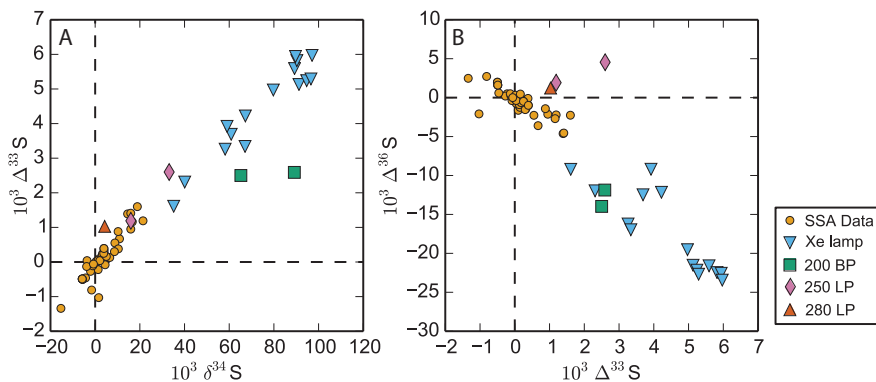 A
7
6
5
4
3
2
1
0
−1
−2
10³ Δ³³S
−20 0 20 40 60 80 100 120
10³ δ³⁴S
B
10
5
0
−5
−10
−15
−20
−25
−30
10³ Δ³⁶S
−2 −1 0 1 2 3 4 5 6 7
10³ Δ³³S
SSA Data
Xe lamp
200 BP
250 LP
280 LP